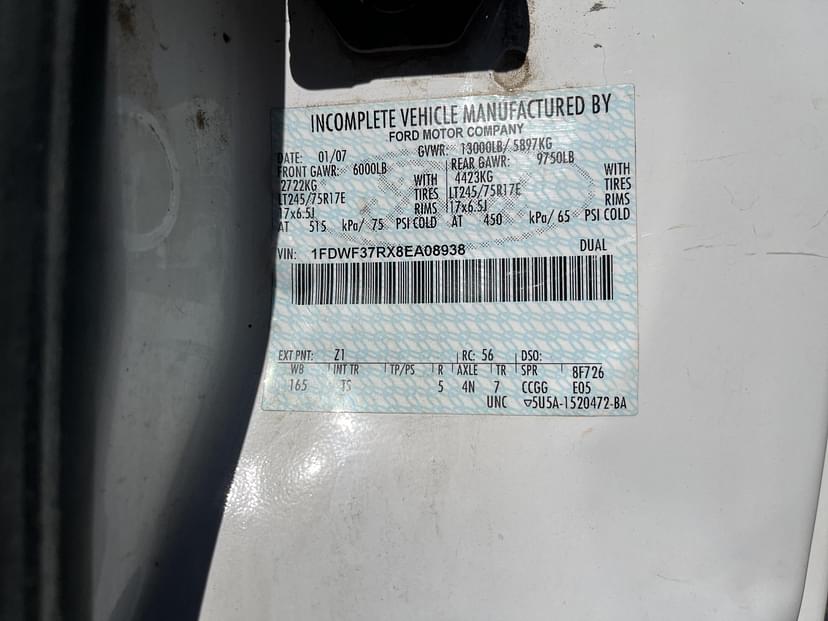 INCOMPLETE VEHICLE MANUFACTURED BY
FORD MOTOR COMPANY
DATE: 01/07 GVWR: 13000LB/ 5897KG
FRONT GAWR: 6000LB REAR GAWR: 9750LB
2722KG WITH 4423KG WITH
LT245/75R17E TIRES LT245/75R17E TIRES
17x6.5J RIMS 17x6.5J RIMS
AT 515 kPa/ 75 PSI COLD AT 450 kPa/ 65 PSI COLD
VIN: 1FDWF37RX8EA08938 DUAL
EXT PNT: Z1 RC: 56 DSO:
WB INT TR TP/PS R AXLE TR SPR 8F726
165 TS 5 4N 7 CCGG E05
UNC ▽5U5A-1520472-BA